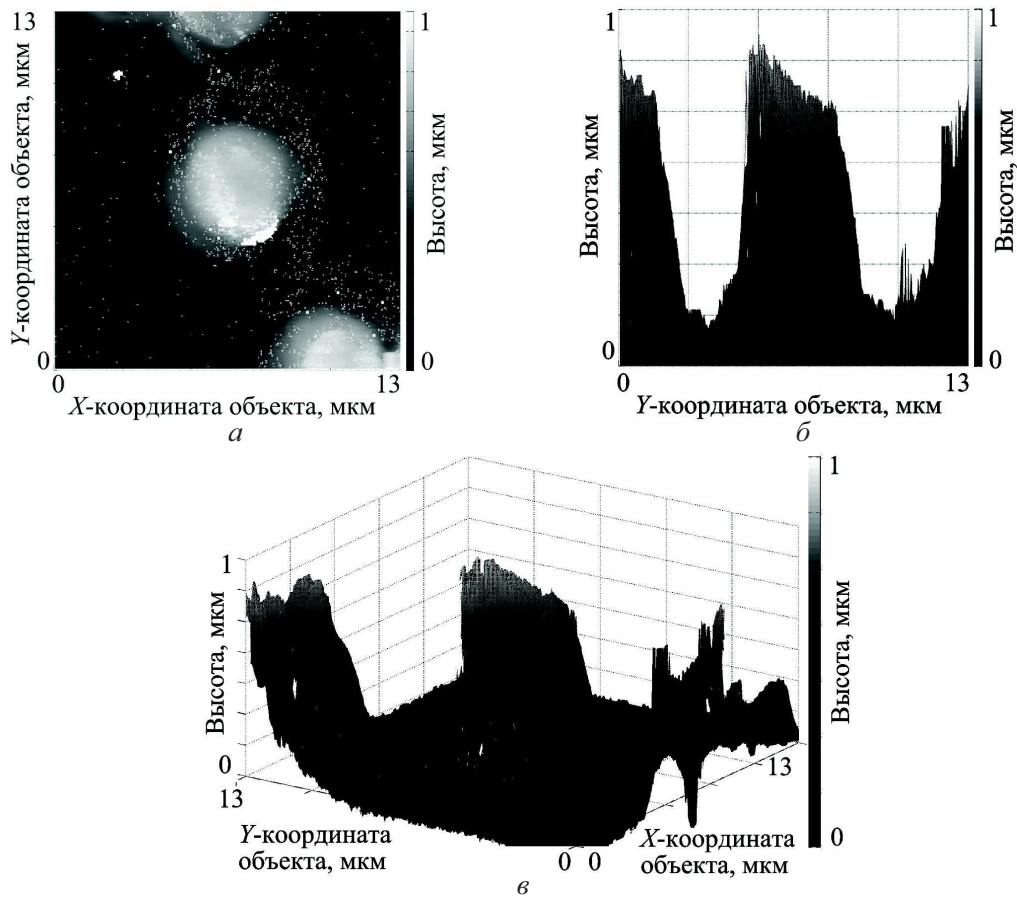 13
Y-координата объекта, мкм
0
0
13
X-координата объекта, мкм
1
Высота, мкм
0
а
1
Высота, мкм
0
0
13
Y-координата объекта, мкм
1
Высота, мкм
0
б
1
Высота, мкм
0
13
Y-координата
объекта, мкм
0 0
13
X-координата
объекта, мкм
1
Высота, мкм
0
в